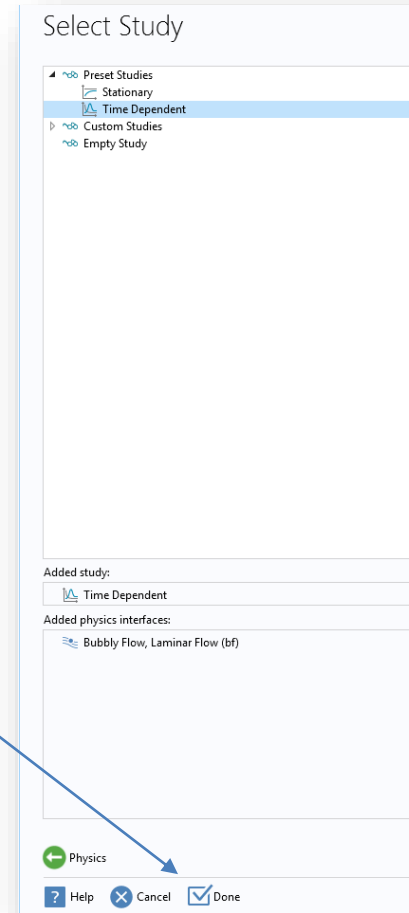 Select Study
Preset Studies
Stationary
Time Dependent
Custom Studies
Empty Study
Added study:
Time Dependent
Added physics interfaces:
Bubbly Flow, Laminar Flow (bf)
Physics
? Help Cancel Done